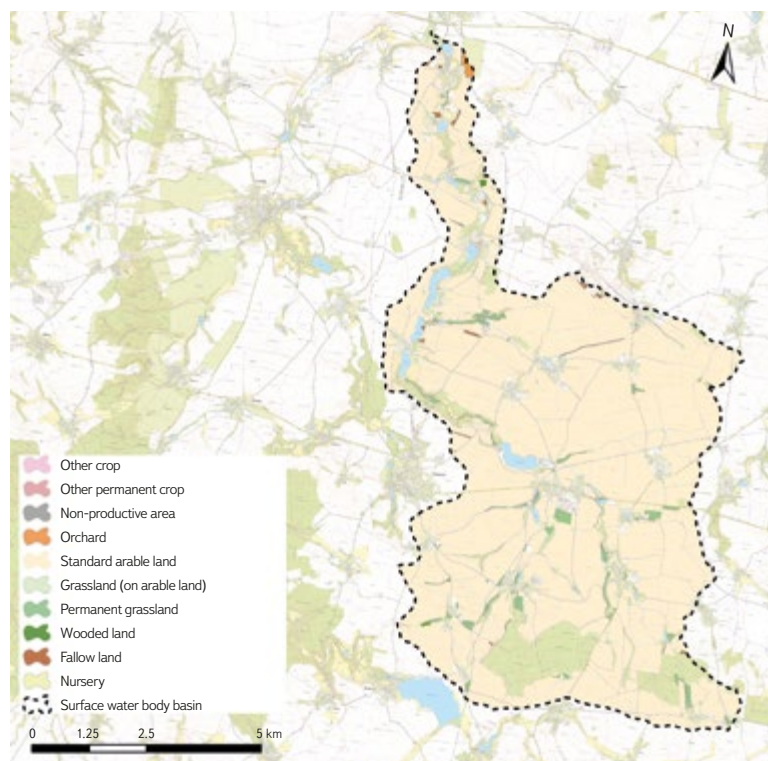 N
Other crop
Other permanent crop
Non-productive area
Orchard
Standard arable land
Grassland (on arable land)
Permanent grassland
Wooded land
Fallow land
Nursery
Surface water body basin
0 1.25 2.5 5 km